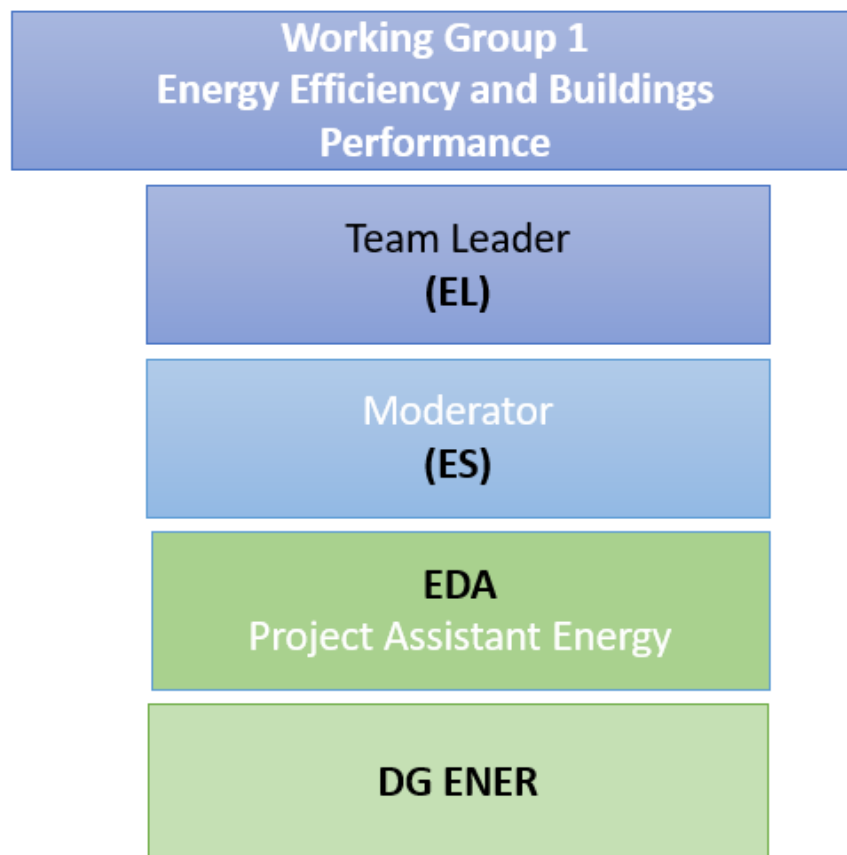 Working Group 1
Energy Efficiency and Buildings
Performance
Team Leader
(EL)
Moderator
(ES)
EDA
Project Assistant Energy
DG ENER